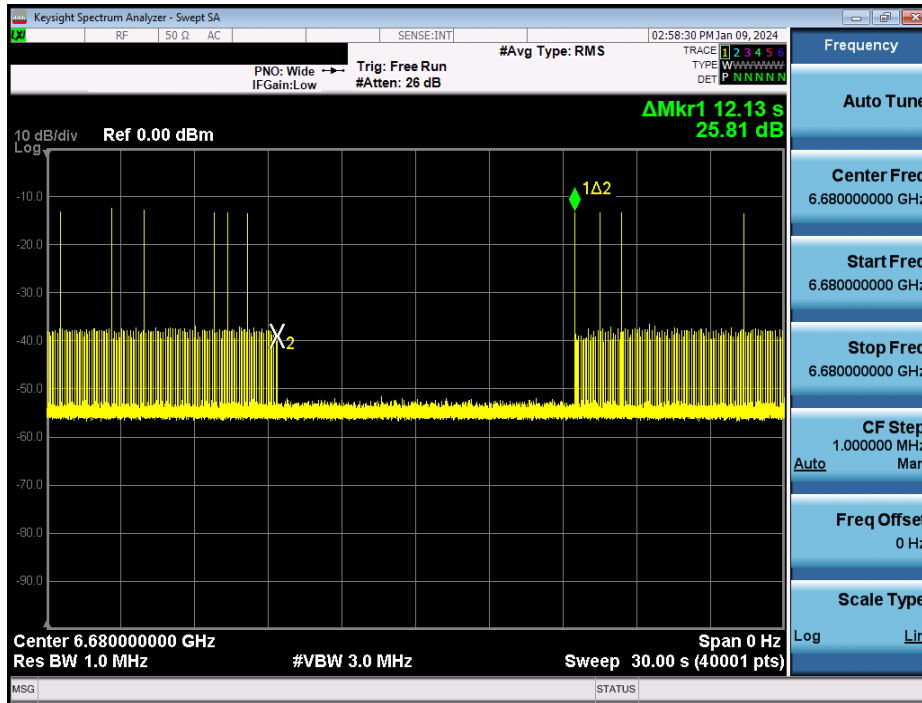 Keysight Spectrum Analyzer - Swept SA
LXI
RF 50 Ω AC SENSE:INT 02:58:30 PM Jan 09, 2024
Frequency
#Avg Type: RMS
TRACE 1 2 3 4 5 6
TYPE WWWWWW
DET P N N N N N
PNO: Wide
IFGain:Low
Trig: Free Run
#Atten: 26 dB
ΔMkr1 12.13 s
25.81 dB
10 dB/div Ref 0.00 dBm
Log
-10.0
-20.0
-30.0
-40.0
-50.0
-60.0
-70.0
-80.0
-90.0
1Δ2
X2
Center 6.680000000 GHz
Span 0 Hz
Res BW 1.0 MHz
#VBW 3.0 MHz
Sweep 30.00 s (40001 pts)
MSG
STATUS
Auto Tune
Center Freq
6.680000000 GHz
Start Freq
6.680000000 GHz
Stop Freq
6.680000000 GHz
CF Step
1.000000 MHz
Auto Man
Freq Offset
0 Hz
Scale Type
Log Lin